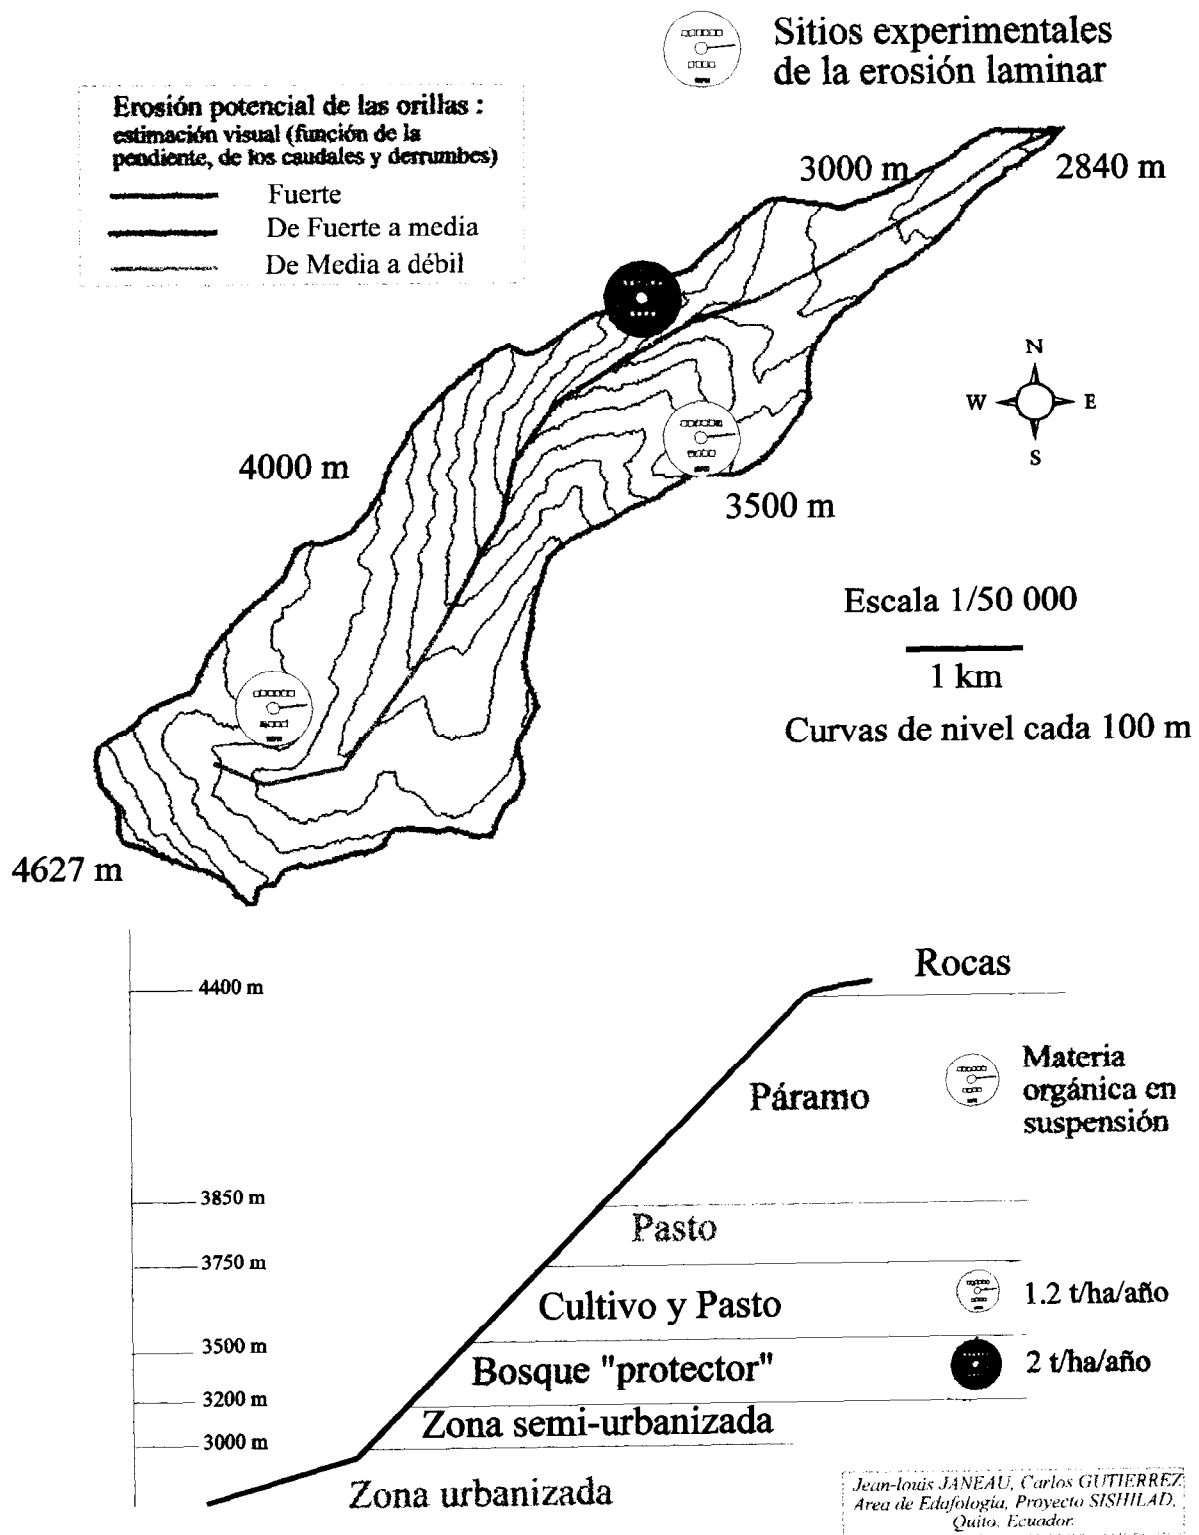 Sitios experimentales
de la erosión laminar
Erosión potencial de las orillas :
estimación visual (función de la
pendiente, de los caudales y derrumbes)
Fuerte
De Fuerte a media
De Media a débil
3000 m
2840 m
4000 m
3500 m
4627 m
N
W E
S
Escala 1/50 000
1 km
Curvas de nivel cada 100 m
4400 m
3850 m
3750 m
3500 m
3200 m
3000 m
Rocas
Páramo
Materia
orgánica en
suspensión
Pasto
Cultivo y Pasto
1.2 t/ha/año
Bosque "protector"
2 t/ha/año
Zona semi-urbanizada
Zona urbanizada
Jean-louis JANEAU, Carlos GUTIERREZ
Area de Edafología, Proyecto SISHILAD,
Quito, Ecuador.